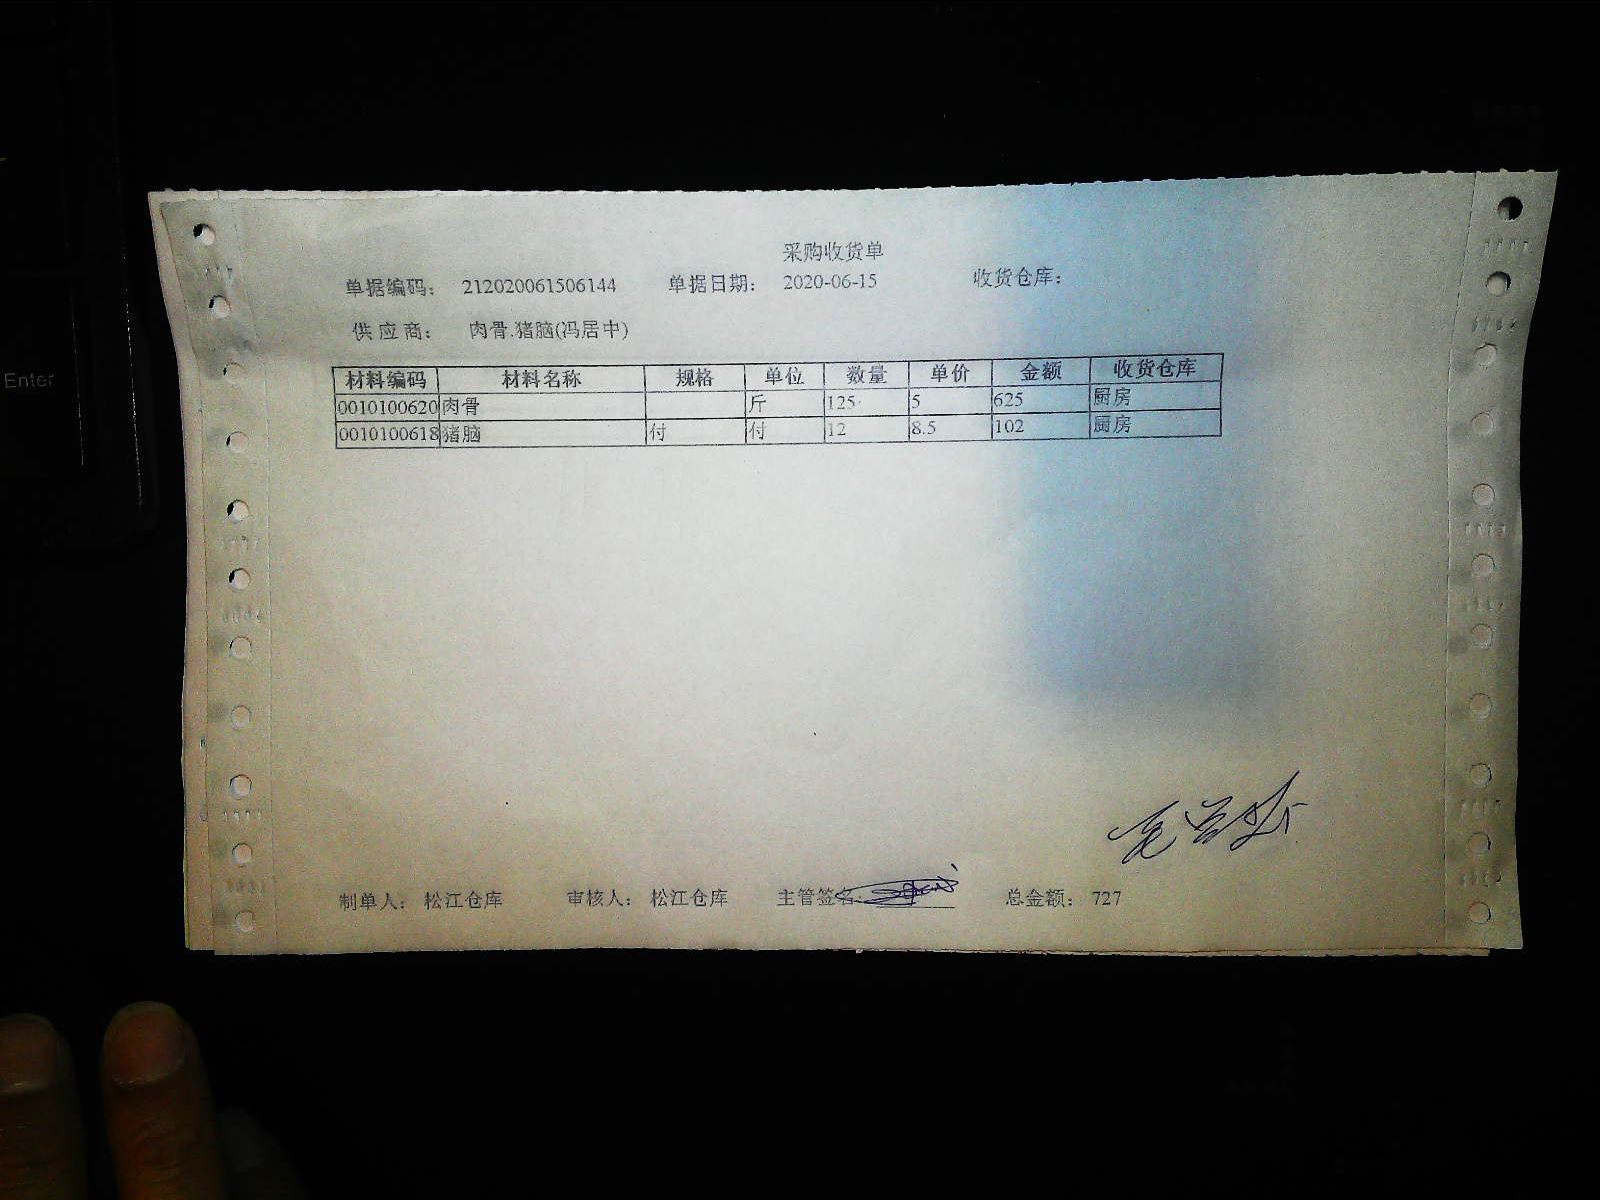 采购收货单
单据编码： 212020061506144 单据日期： 2020-06-15 收货仓库：
供 应 商： 肉骨.猪脑(冯居中)
材料编码 材料名称 规格 单位 数量 单价 金额 收货仓库
0010100620 肉骨 斤 125 5 625 厨房
0010100618 猪脑 付 付 12 8.5 102 厨房
制单人： 松江仓库 审核人： 松江仓库 主管签名: 总金额： 727
Enter